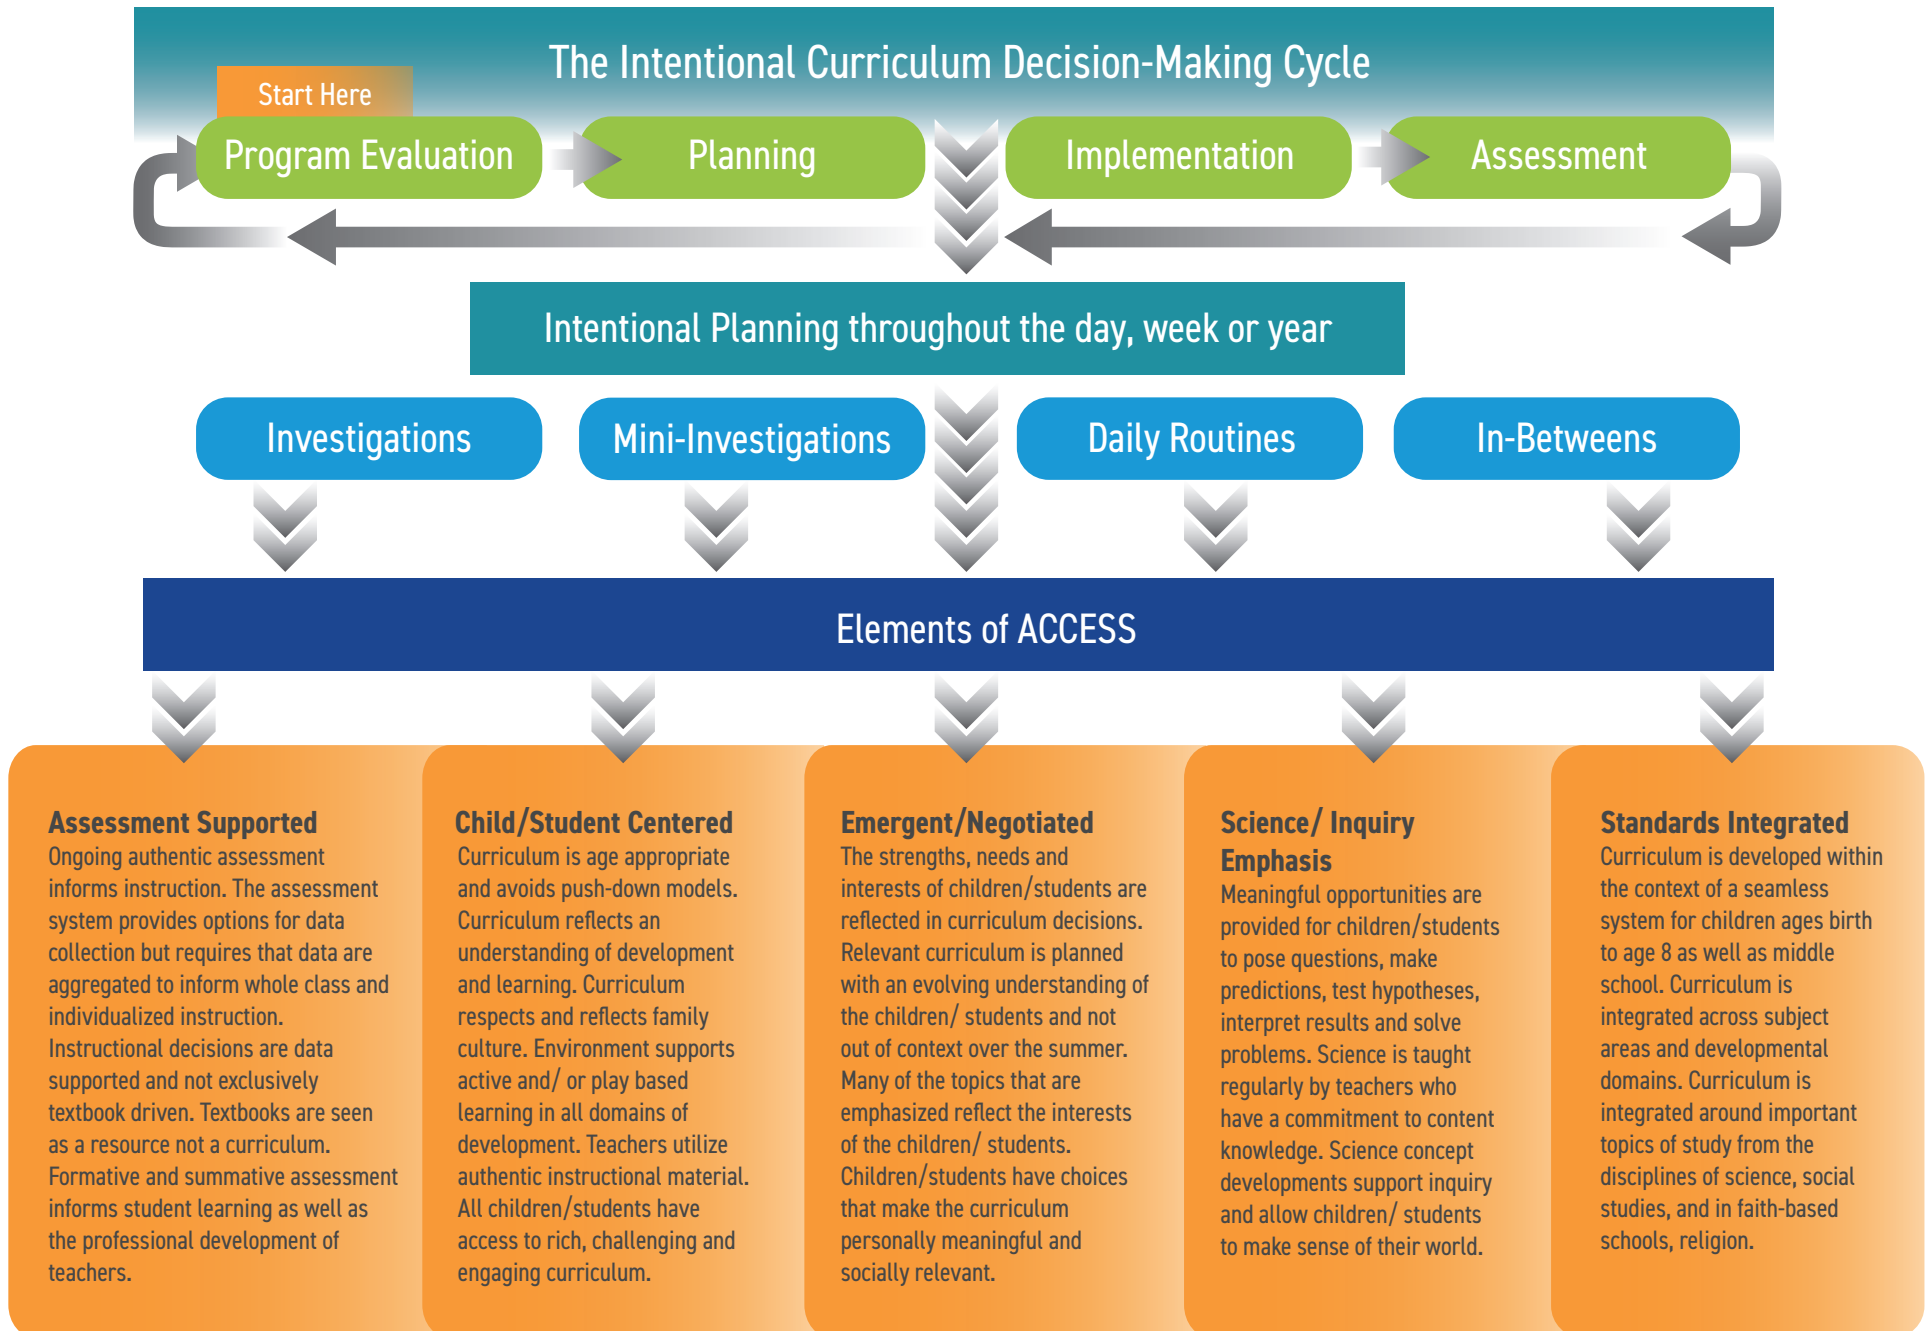 The Intentional Curriculum Decision-Making Cycle
Start Here
Program Evaluation
Planning
Implementation
Assessment
Intentional Planning throughout the day, week or year
Investigations
Mini-Investigations
Daily Routines
In-Betweens
Elements of ACCESS
Assessment Supported
Ongoing authentic assessment
informs instruction. The assessment
system provides options for data
collection but requires that data are
aggregated to inform whole class and
individualized instruction.
Instructional decisions are data
supported and not exclusively
textbook driven. Textbooks are seen
as a resource not a curriculum.
Formative and summative assessment
informs student learning as well as
the professional development of
teachers.
Child/Student Centered
Curriculum is age appropriate
and avoids push-down models.
Curriculum reflects an
understanding of development
and learning. Curriculum
respects and reflects family
culture. Environment supports
active and/ or play based
learning in all domains of
development. Teachers utilize
authentic instructional material.
All children/students have
access to rich, challenging and
engaging curriculum.
Emergent/Negotiated
The strengths, needs and
interests of children/students are
reflected in curriculum decisions.
Relevant curriculum is planned
with an evolving understanding of
the children/ students and not
out of context over the summer.
Many of the topics that are
emphasized reflect the interests
of the children/ students.
Children/students have choices
that make the curriculum
personally meaningful and
socially relevant.
Science/ Inquiry
Emphasis
Meaningful opportunities are
provided for children/students
to pose questions, make
predictions, test hypotheses,
interpret results and solve
problems. Science is taught
regularly by teachers who
have a commitment to content
knowledge. Science concept
developments support inquiry
and allow children/ students
to make sense of their world.
Standards Integrated
Curriculum is developed within
the context of a seamless
system for children ages birth
to age 8 as well as middle
school. Curriculum is
integrated across subject
areas and developmental
domains. Curriculum is
integrated around important
topics of study from the
disciplines of science, social
studies, and in faith-based
schools, religion.